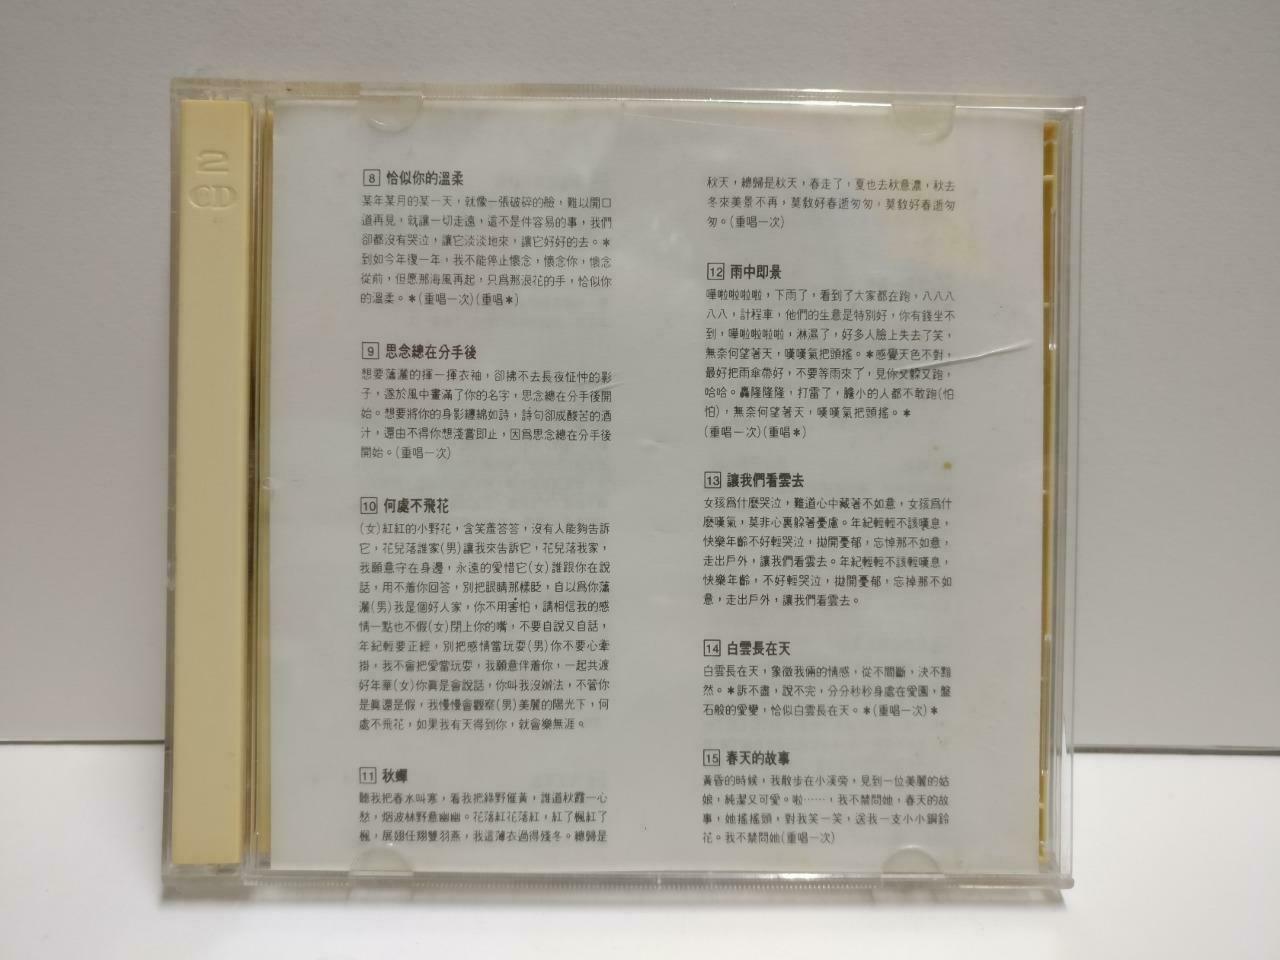 2
CD
8 恰似你的溫柔
某年某月的某一天，就像一張破碎的臉，難以開口
道再見，就讓一切走遠，這不是件容易的事，我們
卻都沒有哭泣，讓它淡淡地來，讓它好好的去。＊
到如今年復一年，我不能停止懷念，懷念你，懷念
從前，但愿那海風再起，只爲那浪花的手，恰似你
的溫柔。＊(重唱一次)(重唱＊)
9 思念總在分手後
想要瀟灑的揮一揮衣袖，卻拂不去長夜怔忡的影
子，遂於風中畫滿了你的名字，思念總在分手後開
始。想要將你的身影纏綿如詩，詩句卻成酸苦的酒
汁，還由不得你想淺嘗即止，因爲思念總在分手後
開始。(重唱一次)
10 何處不飛花
(女)紅紅的小野花，含笑羞答答，沒有人能夠告訴
它，花兒落誰家(男)讓我來告訴它，花兒落我家，
我願意守在身邊，永遠的愛惜它(女)誰跟你在說
話，用不着你回答，別把眼睛那樣眨，自以爲你瀟
灑(男)我是個好人家，你不用害怕，請相信我的感
情一點也不假(女)閉上你的嘴，不要自說又自話，
年紀輕要正經，別把感情當玩耍(男)你不要心牽
掛，我不會把愛當玩耍，我願意伴着你，一起共渡
好年華(女)你眞是會說話，你叫我沒辦法，不管你
是眞還是假，我慢慢會觀察(男)美麗的陽光下，何
處不飛花，如果我有天得到你，就會樂無涯。
11 秋蟬
聽我把春水叫寒，看我把綠野催黃，誰道秋霞一心
愁，烟波林野意幽幽。花落紅花落紅，紅了楓紅了
楓，展翅任翔雙羽燕，我這薄衣過得殘冬。總歸是
秋天，總歸是秋天，春走了，夏也去秋意濃，秋去
冬來美景不再，莫敎好春逝匆匆，莫敎好春逝匆
匆。(重唱一次)
12 雨中即景
嘩啦啦啦啦，下雨了，看到了大家都在跑，八八八
八八，計程車，他們的生意是特別好，你有錢坐不
到，嘩啦啦啦啦，淋濕了，好多人臉上失去了笑，
無奈何望著天，嘆嘆氣把頭搖。＊感覺天色不對，
最好把雨傘帶好，不要等雨來了，見你又躱又跑，
哈哈。轟隆隆隆，打雷了，膽小的人都不敢跑(怕
怕)，無奈何望著天，嘆嘆氣把頭搖。＊
(重唱一次)(重唱＊)
13 讓我們看雲去
女孩爲什麼哭泣，難道心中藏著不如意，女孩爲什
麽嘆氣，莫非心裏躱著憂慮。年紀輕輕不該嘆息，
快樂年齡不好輕哭泣，拋開憂郁，忘悼那不如意，
走出戶外，讓我們看雲去。年紀輕輕不該輕嘆息，
快樂年齡，不好輕哭泣，拋開憂郁，忘掉那不如
意，走出戶外，讓我們看雲去。
14 白雲長在天
白雲長在天，象徵我倆的情感，從不間斷，決不黯
然。＊訴不盡，說不完，分分秒秒身處在愛園，盤
石般的愛戀，恰似白雲長在天。＊(重唱一次)＊
15 春天的故事
黃昏的時候，我散步在小溪旁，見到一位美麗的姑
娘，純潔又可愛。啦……，我不禁問她，春天的故
事，她搖搖頭，對我笑一笑，送我一支小小鋼鈴
花。我不禁問她(重唱一次)